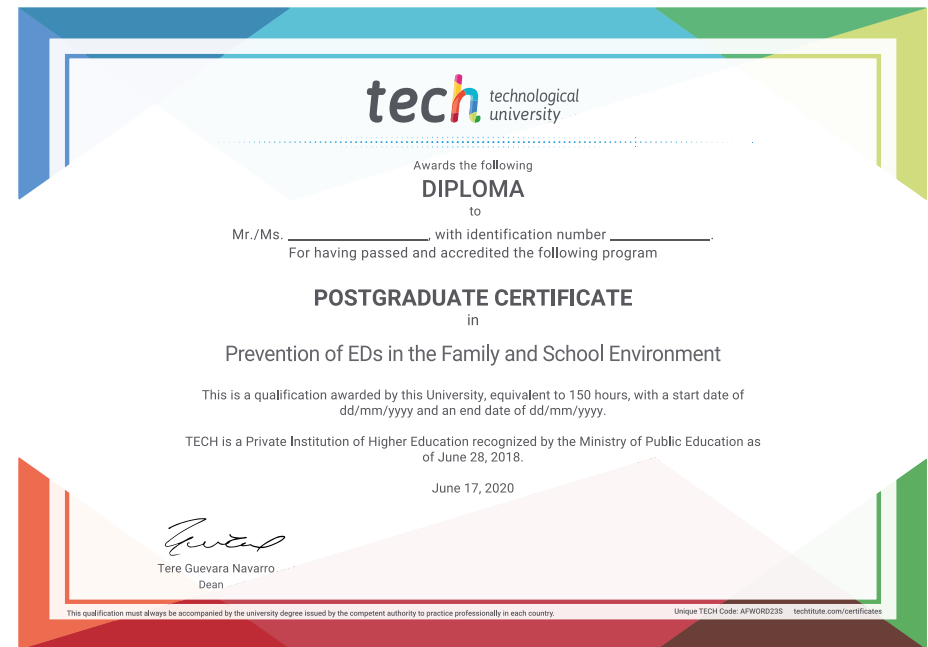 tech technological
university
Awards the following
DIPLOMA
to
Mr./Ms. ____________, with identification number ____________.
For having passed and accredited the following program
POSTGRADUATE CERTIFICATE
in
Prevention of EDs in the Family and School Environment
This is a qualification awarded by this University, equivalent to 150 hours, with a start date of
dd/mm/yyyy and an end date of dd/mm/yyyy.
TECH is a Private Institution of Higher Education recognized by the Ministry of Public Education as
of June 28, 2018.
June 17, 2020
Tere Guevara Navarro
Dean
This qualification must always be accompanied by the university degree issued by the competent authority to practice professionally in each country.
Unique TECH Code: AFWORD23S techtitute.com/certificates